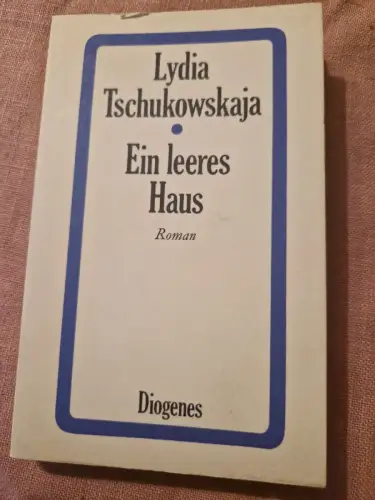 Lydia
Tschukowskaja
Ein leeres
Haus
Roman
Diogenes